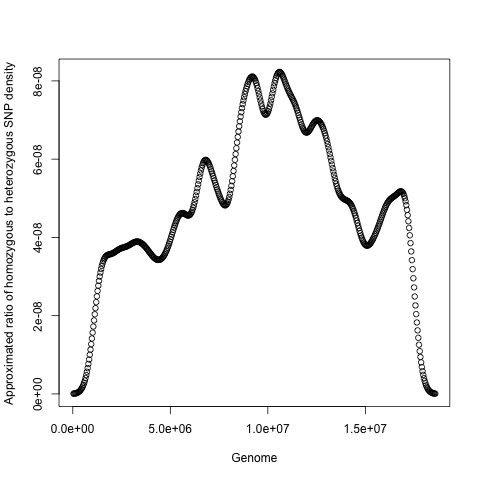 Approximated ratio of homozygous to heterozygous SNP density
8e-08
6e-08
4e-08
2e-08
0e+00
0.0e+00 5.0e+06 1.0e+07 1.5e+07
Genome